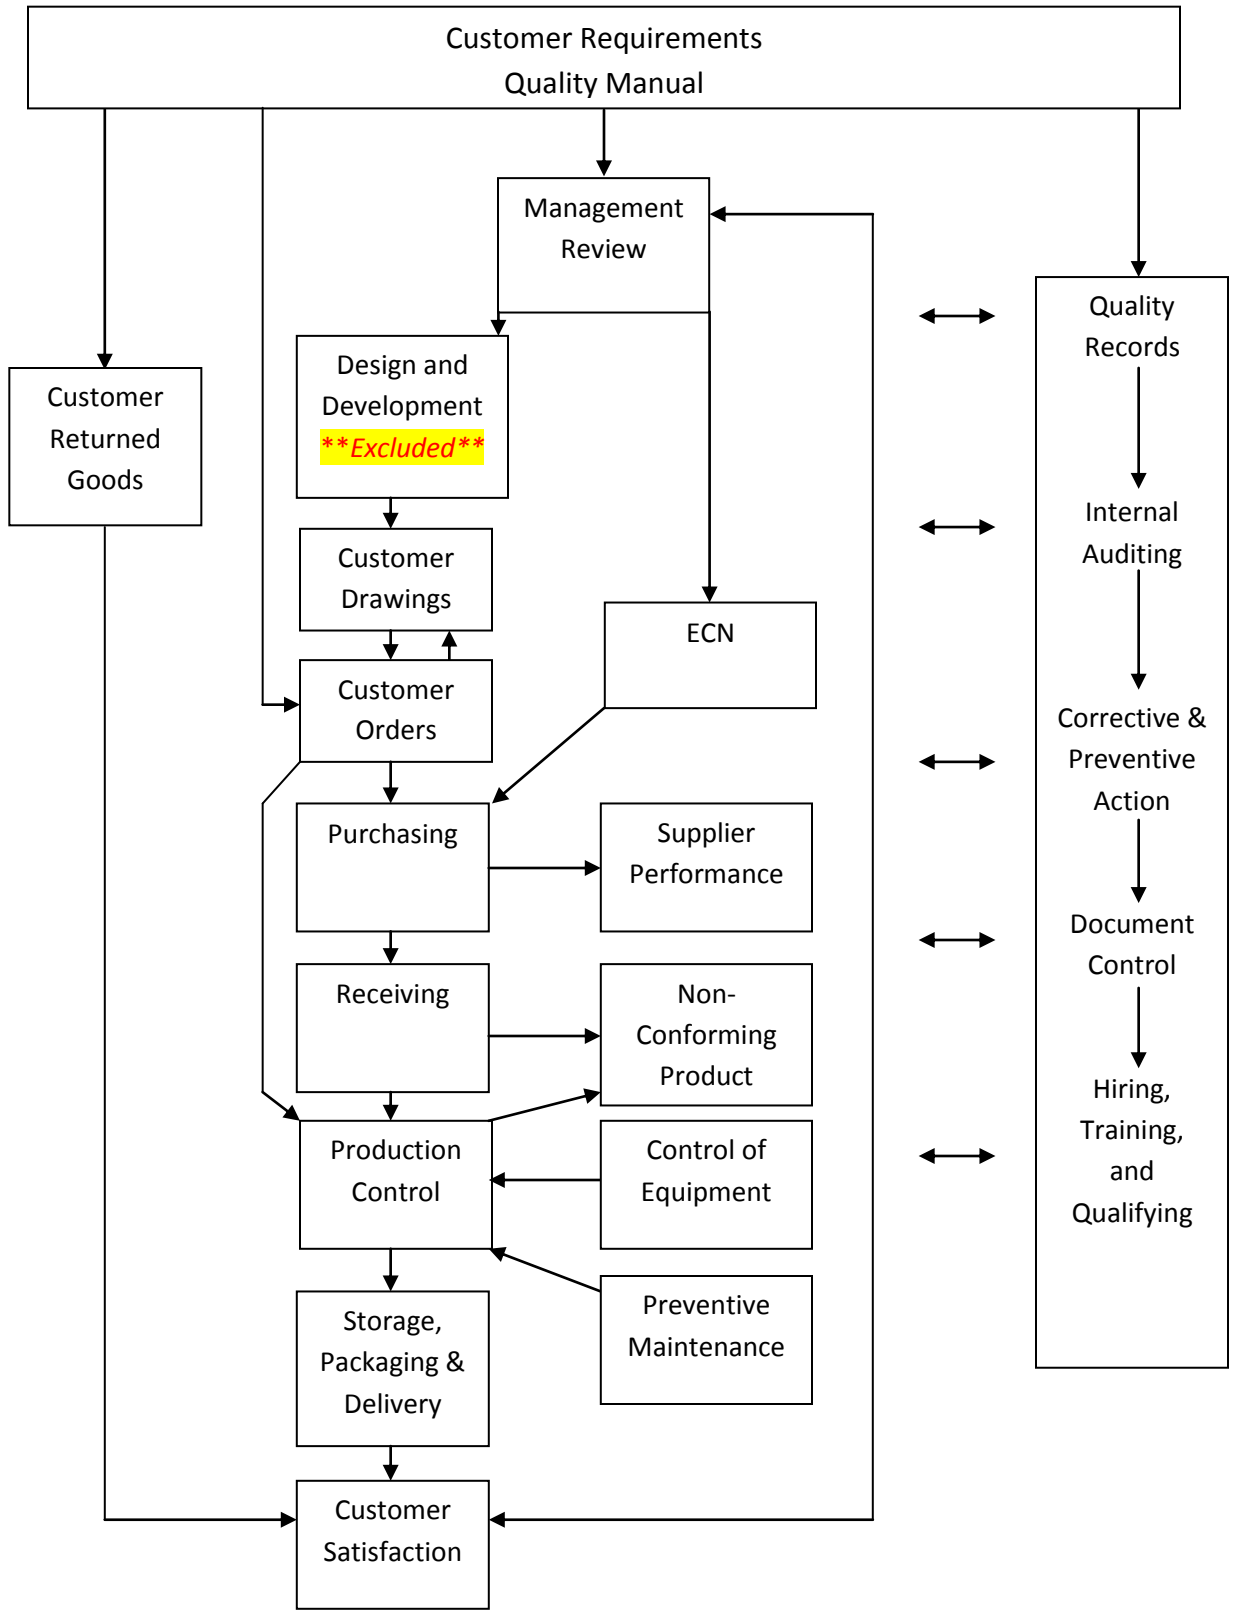 Customer Requirements
Quality Manual
Management
Review
Quality
Records
Design and
Development
**Excluded**
Customer
Returned
Goods
Customer
Drawings
Internal
Auditing
ECN
Customer
Orders
Corrective &
Preventive
Action
Purchasing
Supplier
Performance
Document
Control
Receiving
Non-
Conforming
Product
Hiring,
Training,
and
Qualifying
Production
Control
Control of
Equipment
Preventive
Maintenance
Storage,
Packaging &
Delivery
Customer
Satisfaction